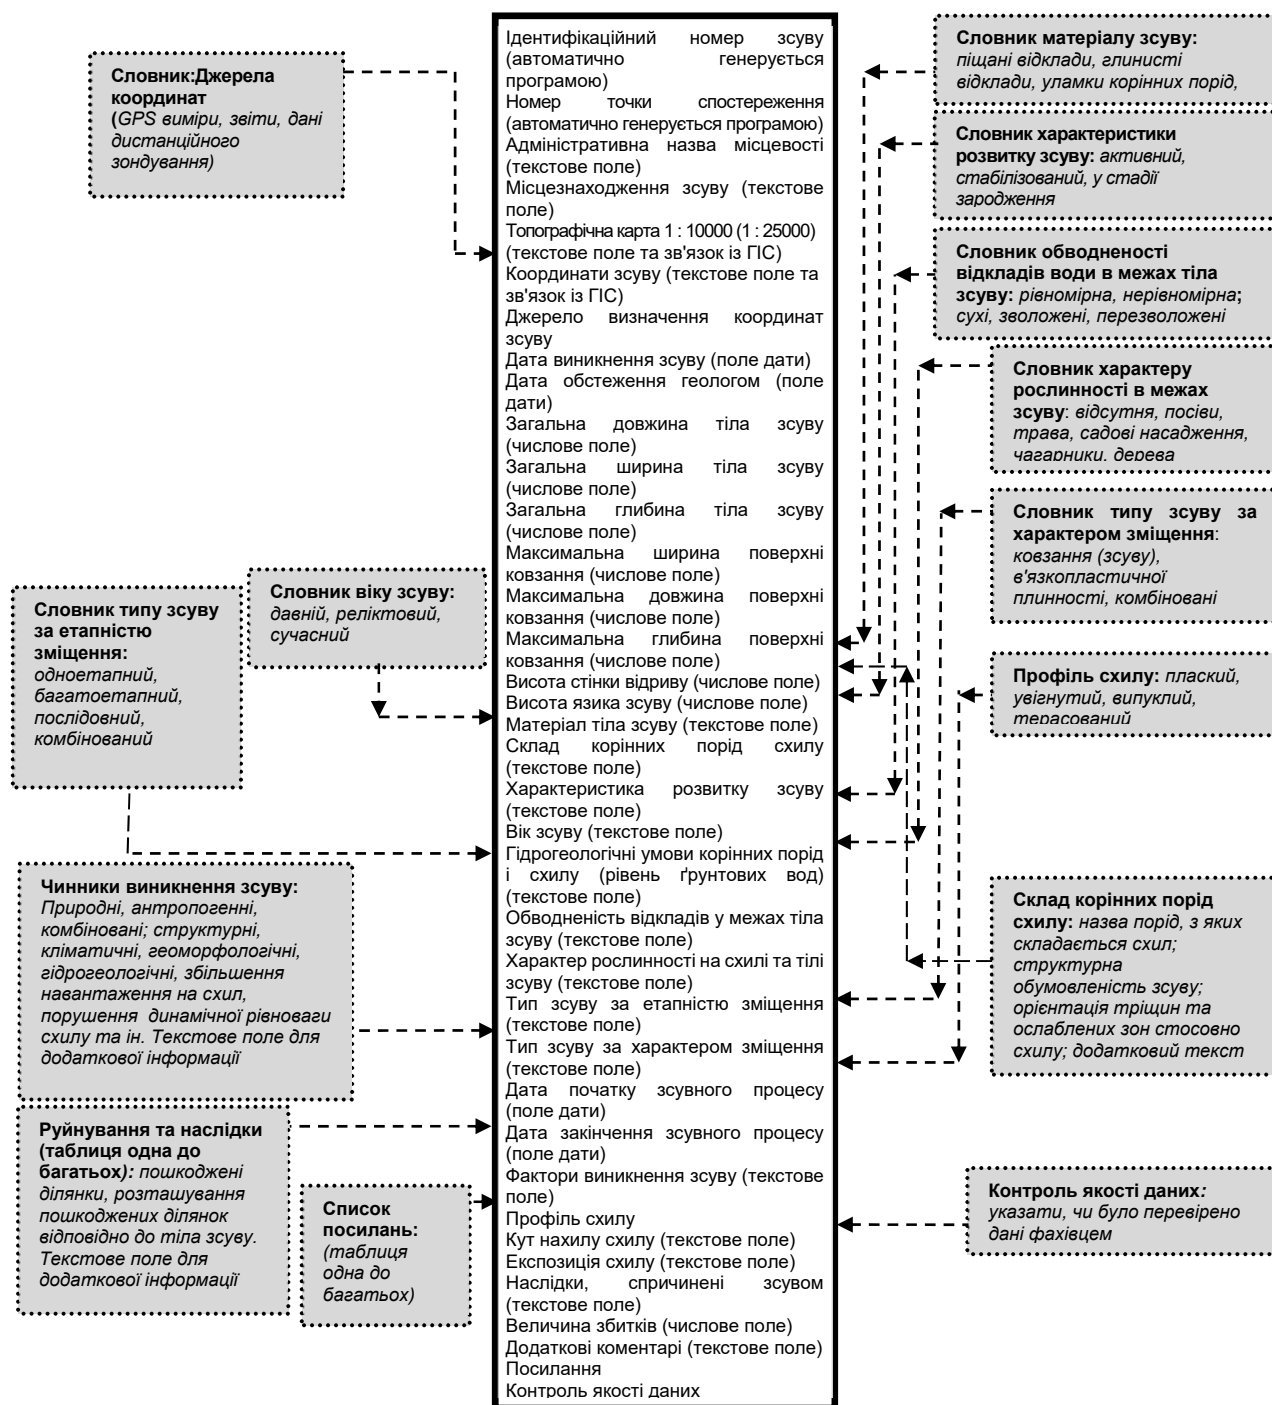 Словник:Джерела
координат
(GPS виміри, звіти, дані
дистанційного
зондування)
Словник типу зсуву
за етапністю
зміщення:
одноетапний,
багатоетапний,
послідовний,
комбінований
Словник віку зсуву:
давній, реліктовий,
сучасний
Чинники виникнення зсуву:
Природні, антропогенні,
комбіновані; структурні,
кліматичні, геоморфологічні,
гідрогеологічні, збільшення
навантаження на схил,
порушення динамічної рівноваги
схилу та ін. Текстове поле для
додаткової інформації
Руйнування та наслідки
(таблиця одна до
багатьох): пошкоджені
ділянки, розташування
пошкоджених ділянок
відповідно до тіла зсуву.
Текстове поле для
додаткової інформації
Список
посилань:
(таблиця
одна до
багатьох)
Ідентифікаційний номер зсуву
(автоматично генерується
програмою)
Номер точки спостереження
(автоматично генерується програмою)
Адміністративна назва місцевості
(текстове поле)
Місцезнаходження зсуву (текстове
поле)
Топографічна карта 1 : 10000 (1 : 25000)
(текстове поле та зв'язок із ГІС)
Координати зсуву (текстове поле та
зв'язок із ГІС)
Джерело визначення координат
зсуву
Дата виникнення зсуву (поле дати)
Дата обстеження геологом (поле
дати)
Загальна довжина тіла зсуву
(числове поле)
Загальна ширина тіла зсуву
(числове поле)
Загальна глибина тіла зсуву
(числове поле)
Максимальна ширина поверхні
ковзання (числове поле)
Максимальна довжина поверхні
ковзання (числове поле)
Максимальна глибина поверхні
ковзання (числове поле)
Висота стінки відриву (числове поле)
Висота язика зсуву (числове поле)
Матеріал тіла зсуву (текстове поле)
Склад корінних порід схилу
(текстове поле)
Характеристика розвитку зсуву
(текстове поле)
Вік зсуву (текстове поле)
Гідрогеологічні умови корінних порід
і схилу (рівень ґрунтових вод)
(текстове поле)
Обводненість відкладів у межах тіла
зсуву (текстове поле)
Характер рослинності на схилі та тілі
зсуву (текстове поле)
Тип зсуву за етапністю зміщення
(текстове поле)
Тип зсуву за характером зміщення
(текстове поле)
Дата початку зсувного процесу
(поле дати)
Дата закінчення зсувного процесу
(поле дати)
Фактори виникнення зсуву (текстове
поле)
Профіль схилу
Кут нахилу схилу (текстове поле)
Експозиція схилу (текстове поле)
Наслідки, спричинені зсувом
(текстове поле)
Величина збитків (числове поле)
Додаткові коментарі (текстове поле)
Посилання
Контроль якості даних
Словник матеріалу зсуву:
піщані відклади, глинисті
відклади, уламки корінних порід,
Словник характеристики
розвитку зсуву: активний,
стабілізований, у стадії
зародження
Словник обводненості
відкладів води в межах тіла
зсуву: рівномірна, нерівномірна;
сухі, зволожені, перезволожені
Словник характеру
рослинності в межах
зсуву: відсутня, посіви,
трава, садові насадження,
чагарники. дерева
Словник типу зсуву за
характером зміщення:
ковзання (зсуву),
в'язкопластичної
плинності, комбіновані
Профіль схилу: плаский,
увігнутий, випуклий,
терасований
Склад корінних порід
схилу: назва порід, з яких
складається схил;
структурна
обумовленість зсуву;
орієнтація тріщин та
ослаблених зон стосовно
схилу; додатковий текст
Контроль якості даних:
указати, чи було перевірено
дані фахівцем